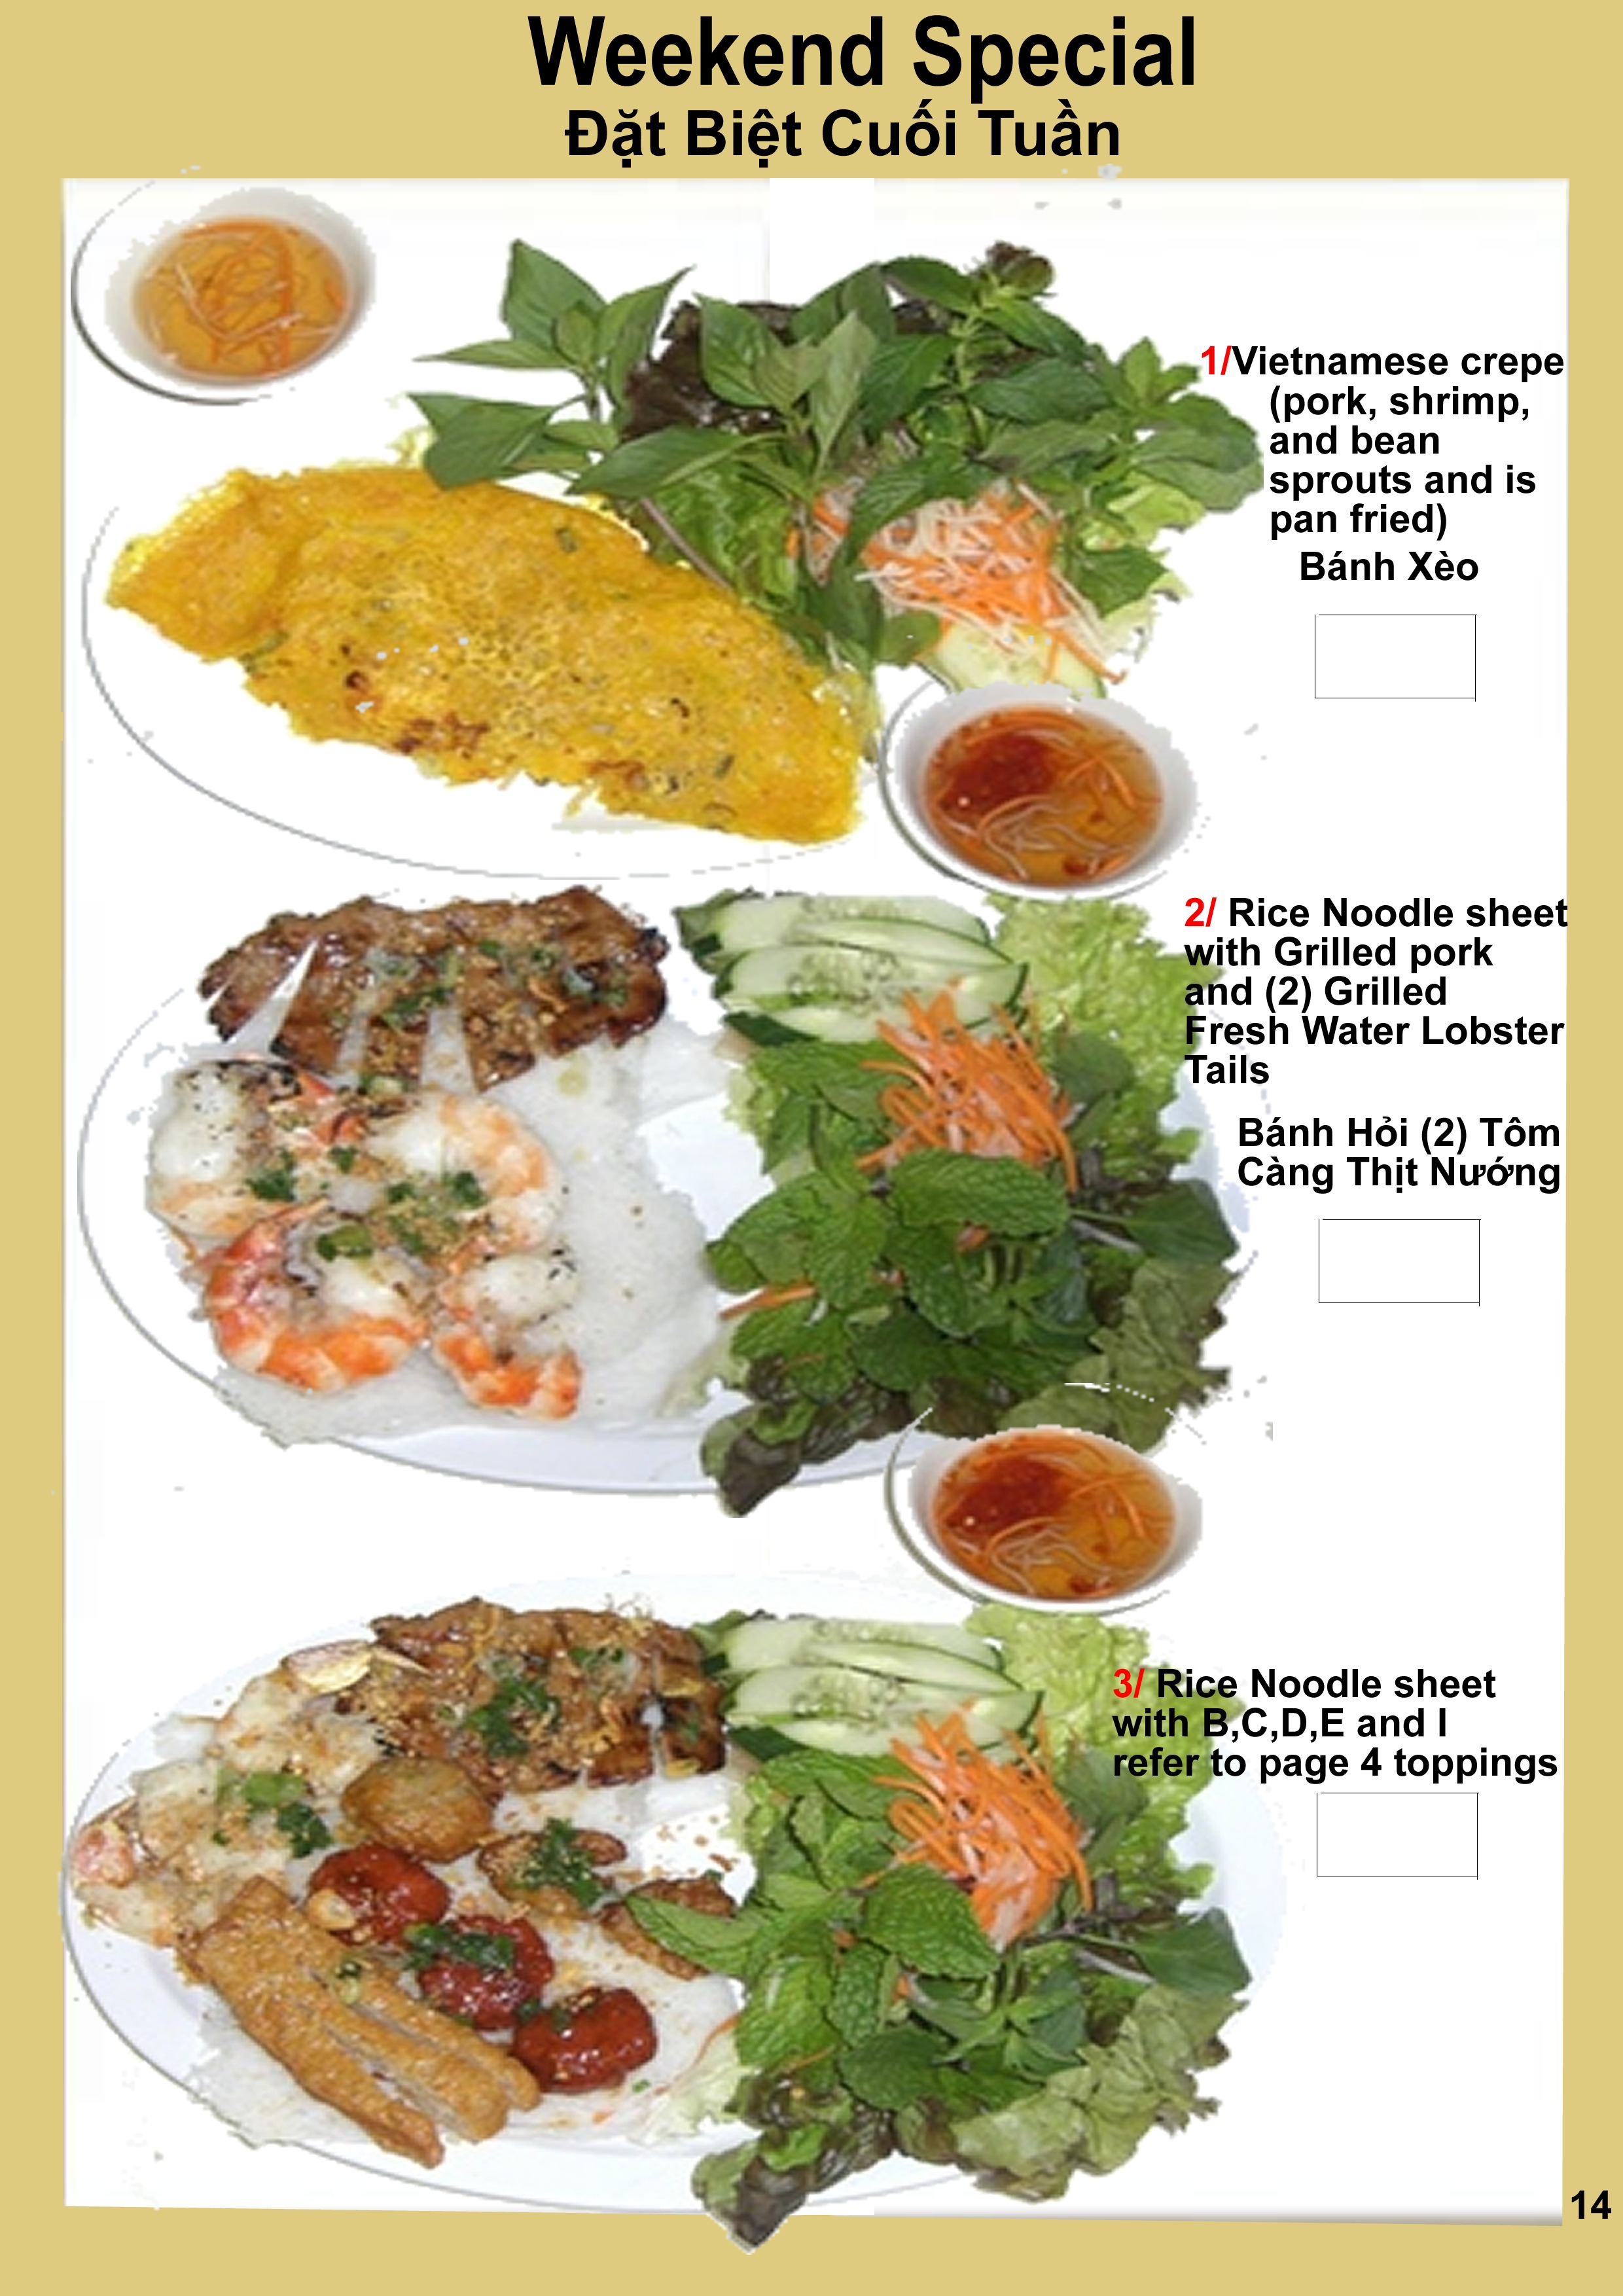 Weekend Special
Đặt Biệt Cuối Tuần
1/Vietnamese crepe
(pork, shrimp,
and bean
sprouts and is
pan fried)
Bánh Xèo
2/ Rice Noodle sheet
with Grilled pork
and (2) Grilled
Fresh Water Lobster
Tails
Bánh Hỏi (2) Tôm
Càng Thịt Nướng
3/ Rice Noodle sheet
with B,C,D,E and I
refer to page 4 toppings
14